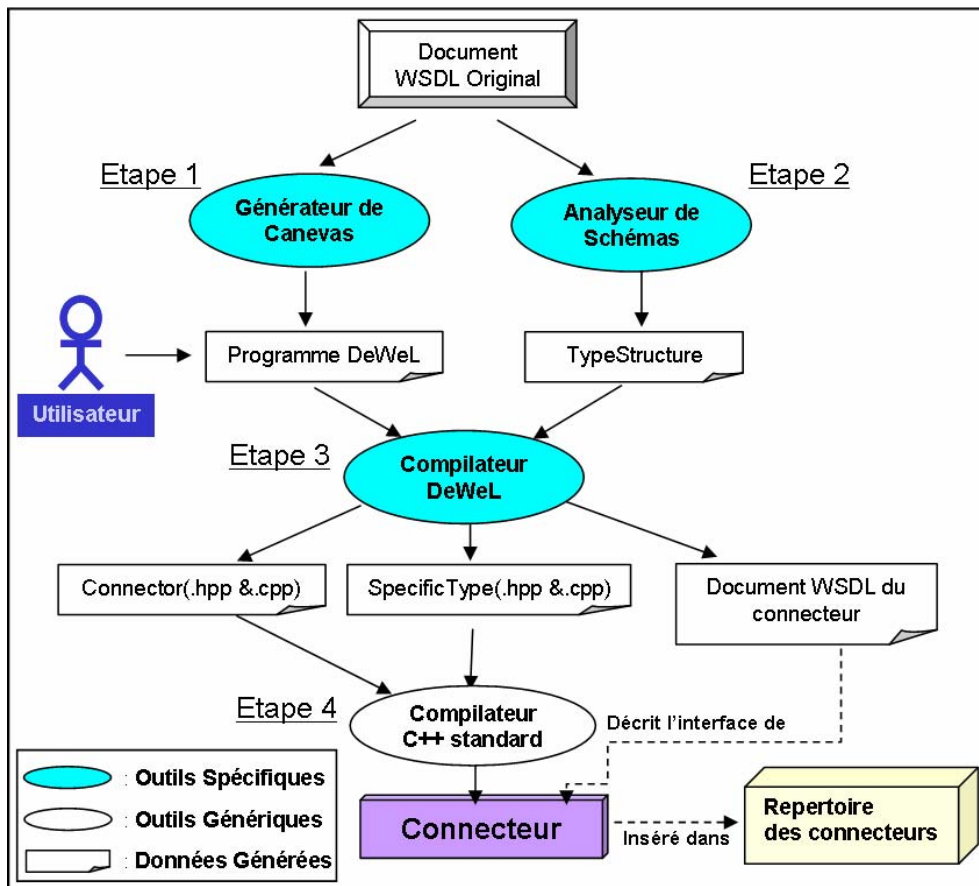 Document
WSDL Original
Etape 1
Etape 2
Générateur de
Canevas
Analyseur de
Schémas
Programme DeWeL
TypeStructure
Utilisateur
Etape 3
Compilateur
DeWeL
Connector(.hpp &.cpp)
SpecificType(.hpp &.cpp)
Document WSDL du
connecteur
Etape 4
Compilateur
C++ standard
Décrit l'interface de
: Outils Spécifiques
: Outils Génériques
: Données Générées
Connecteur
Inséré dans
Repertoire
des connecteurs